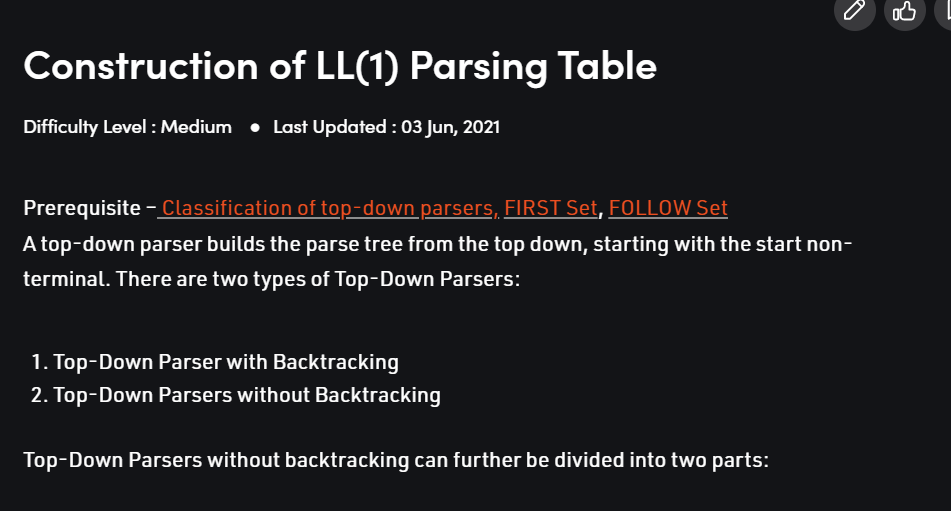 Construction of LL(1) Parsing Table
Difficulty Level : Medium ● Last Updated : 03 Jun, 2021
Prerequisite – Classification of top-down parsers, FIRST Set, FOLLOW Set
A top-down parser builds the parse tree from the top down, starting with the start non-
terminal. There are two types of Top-Down Parsers:
1. Top-Down Parser with Backtracking
2. Top-Down Parsers without Backtracking
Top-Down Parsers without backtracking can further be divided into two parts: